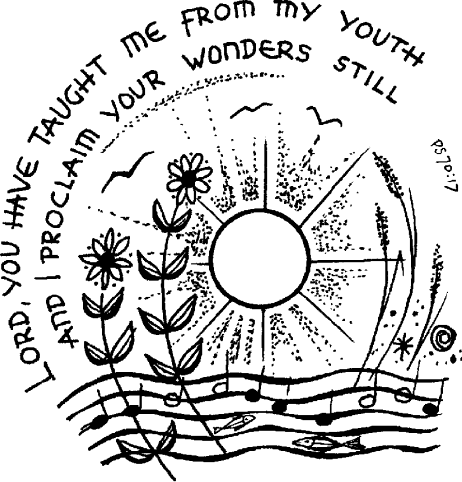 LORD, YOU HAVE TAUGHT ME FROM MY YOUTH
AND I PROCLAIM YOUR WONDERS STILL
PS 70:17